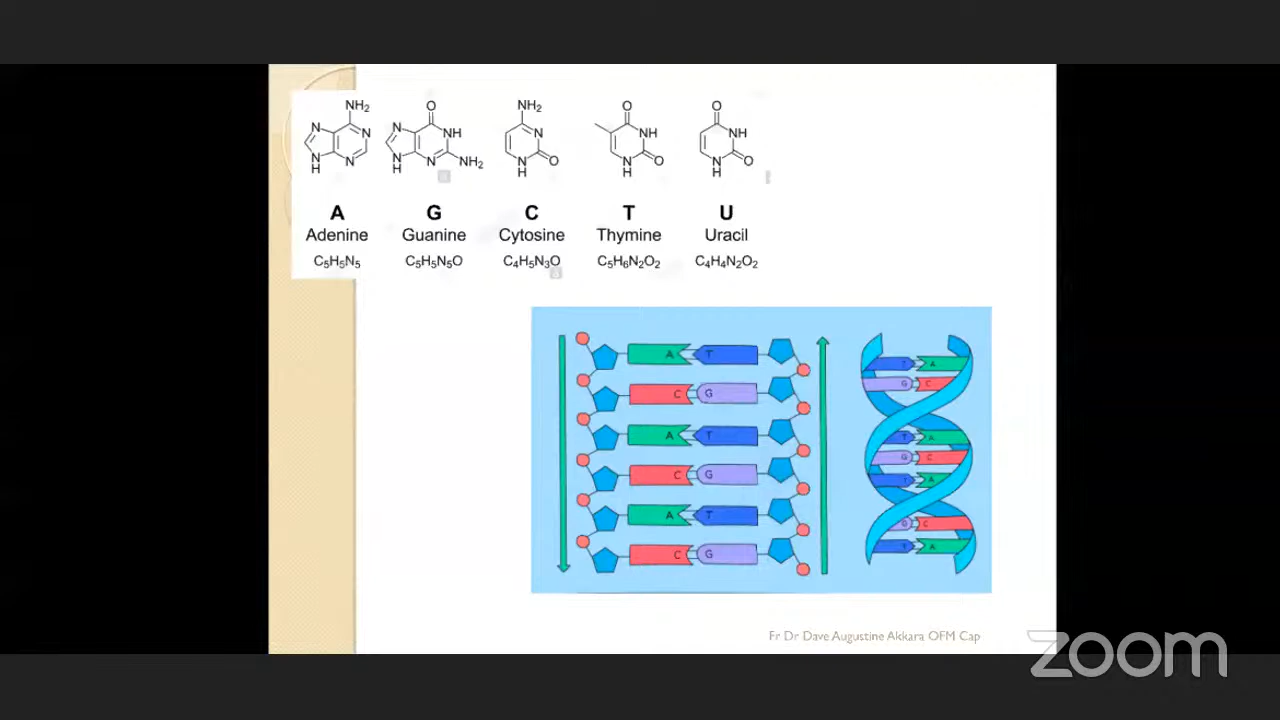 NH₂ O NH₂ O O
N N N NH N NH NH
N N N N NH₂ N O N O N O
H H H H H
A G C T U
Adenine Guanine Cytosine Thymine Uracil
C₅H₅N₅ C₅H₅N₅O C₄H₅N₃O C₅H₆N₂O₂ C₄H₄N₂O₂
A T
C G
A T
C G
A T
C G
T A
G C
T A
G C
T A
G C
T A
Fr Dr Dave Augustine Akkara OFM Cap
zoom